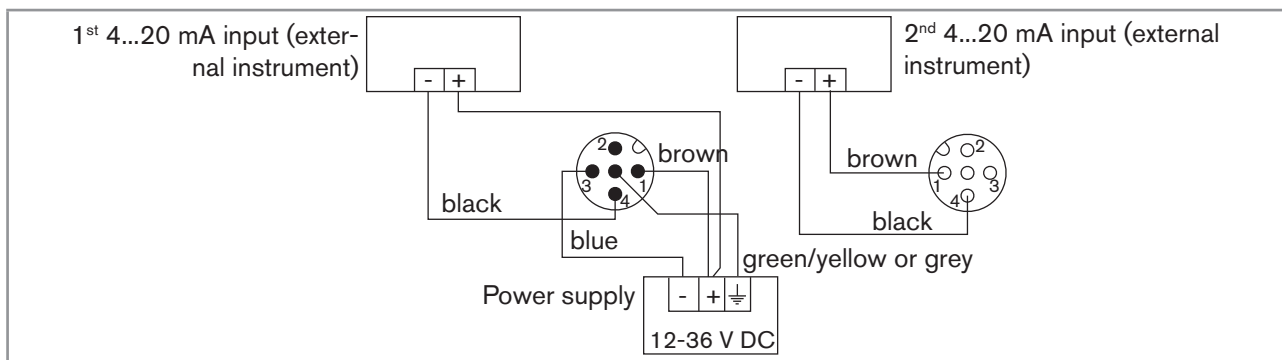 1st 4...20 mA input (exter-
nal instrument)
- +
2nd 4...20 mA input (external
instrument)
- +
2
brown
3
1
4
black
blue
brown
2
1
3
4
black
green/yellow or grey
Power supply
- +
12-36 V DC